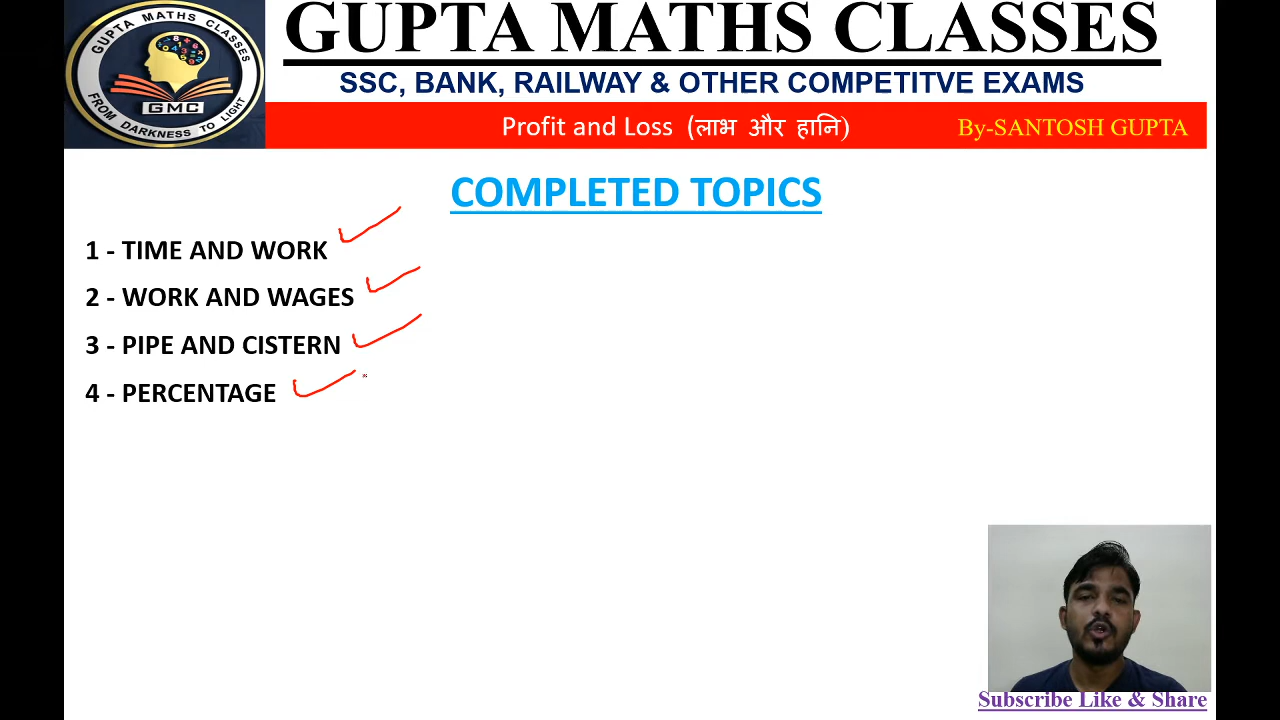 GUPTA MATHS CLASSES
FROM DARKNESS TO LIGHT
GMC
GUPTA MATHS CLASSES
SSC, BANK, RAILWAY & OTHER COMPETITVE EXAMS
Profit and Loss (लाभ और हानि) By-SANTOSH GUPTA
COMPLETED TOPICS
1 - TIME AND WORK
2 - WORK AND WAGES
3 - PIPE AND CISTERN
4 - PERCENTAGE
Subscribe Like & Share